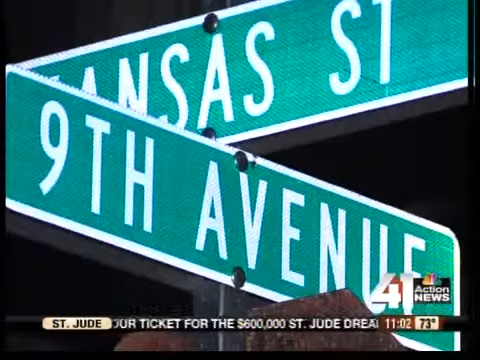 KANSAS ST
9TH AVENUE
41 Action NEWS
ST. JUDE OUR TICKET FOR THE $600,000 ST. JUDE DREA 11:02 73°